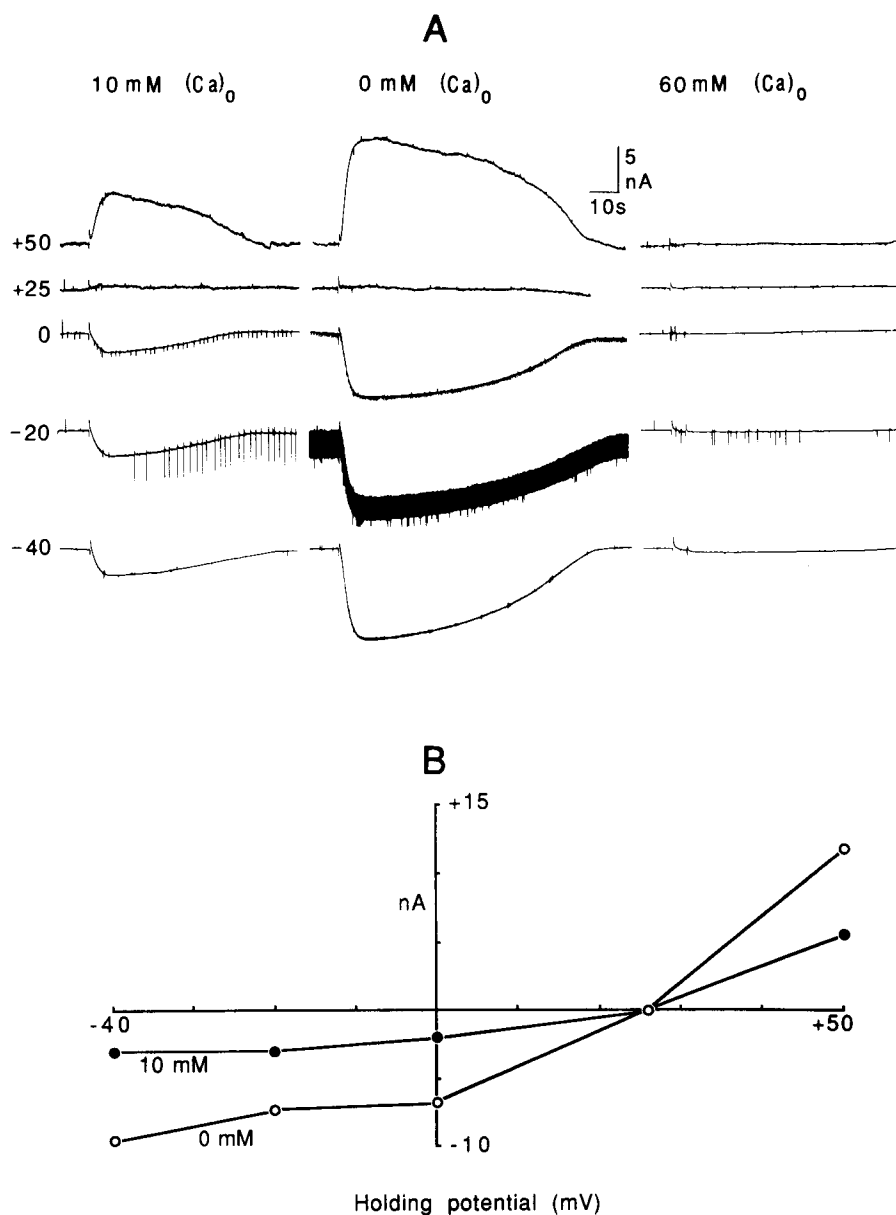 A
10 mM (Ca)o 0 mM (Ca)o 60 mM (Ca)o
5
nA
10s
+50
+25
0
-20
-40
B
+15
nA
-40
+50
10 mM
0 mM
-10
Holding potential (mV)